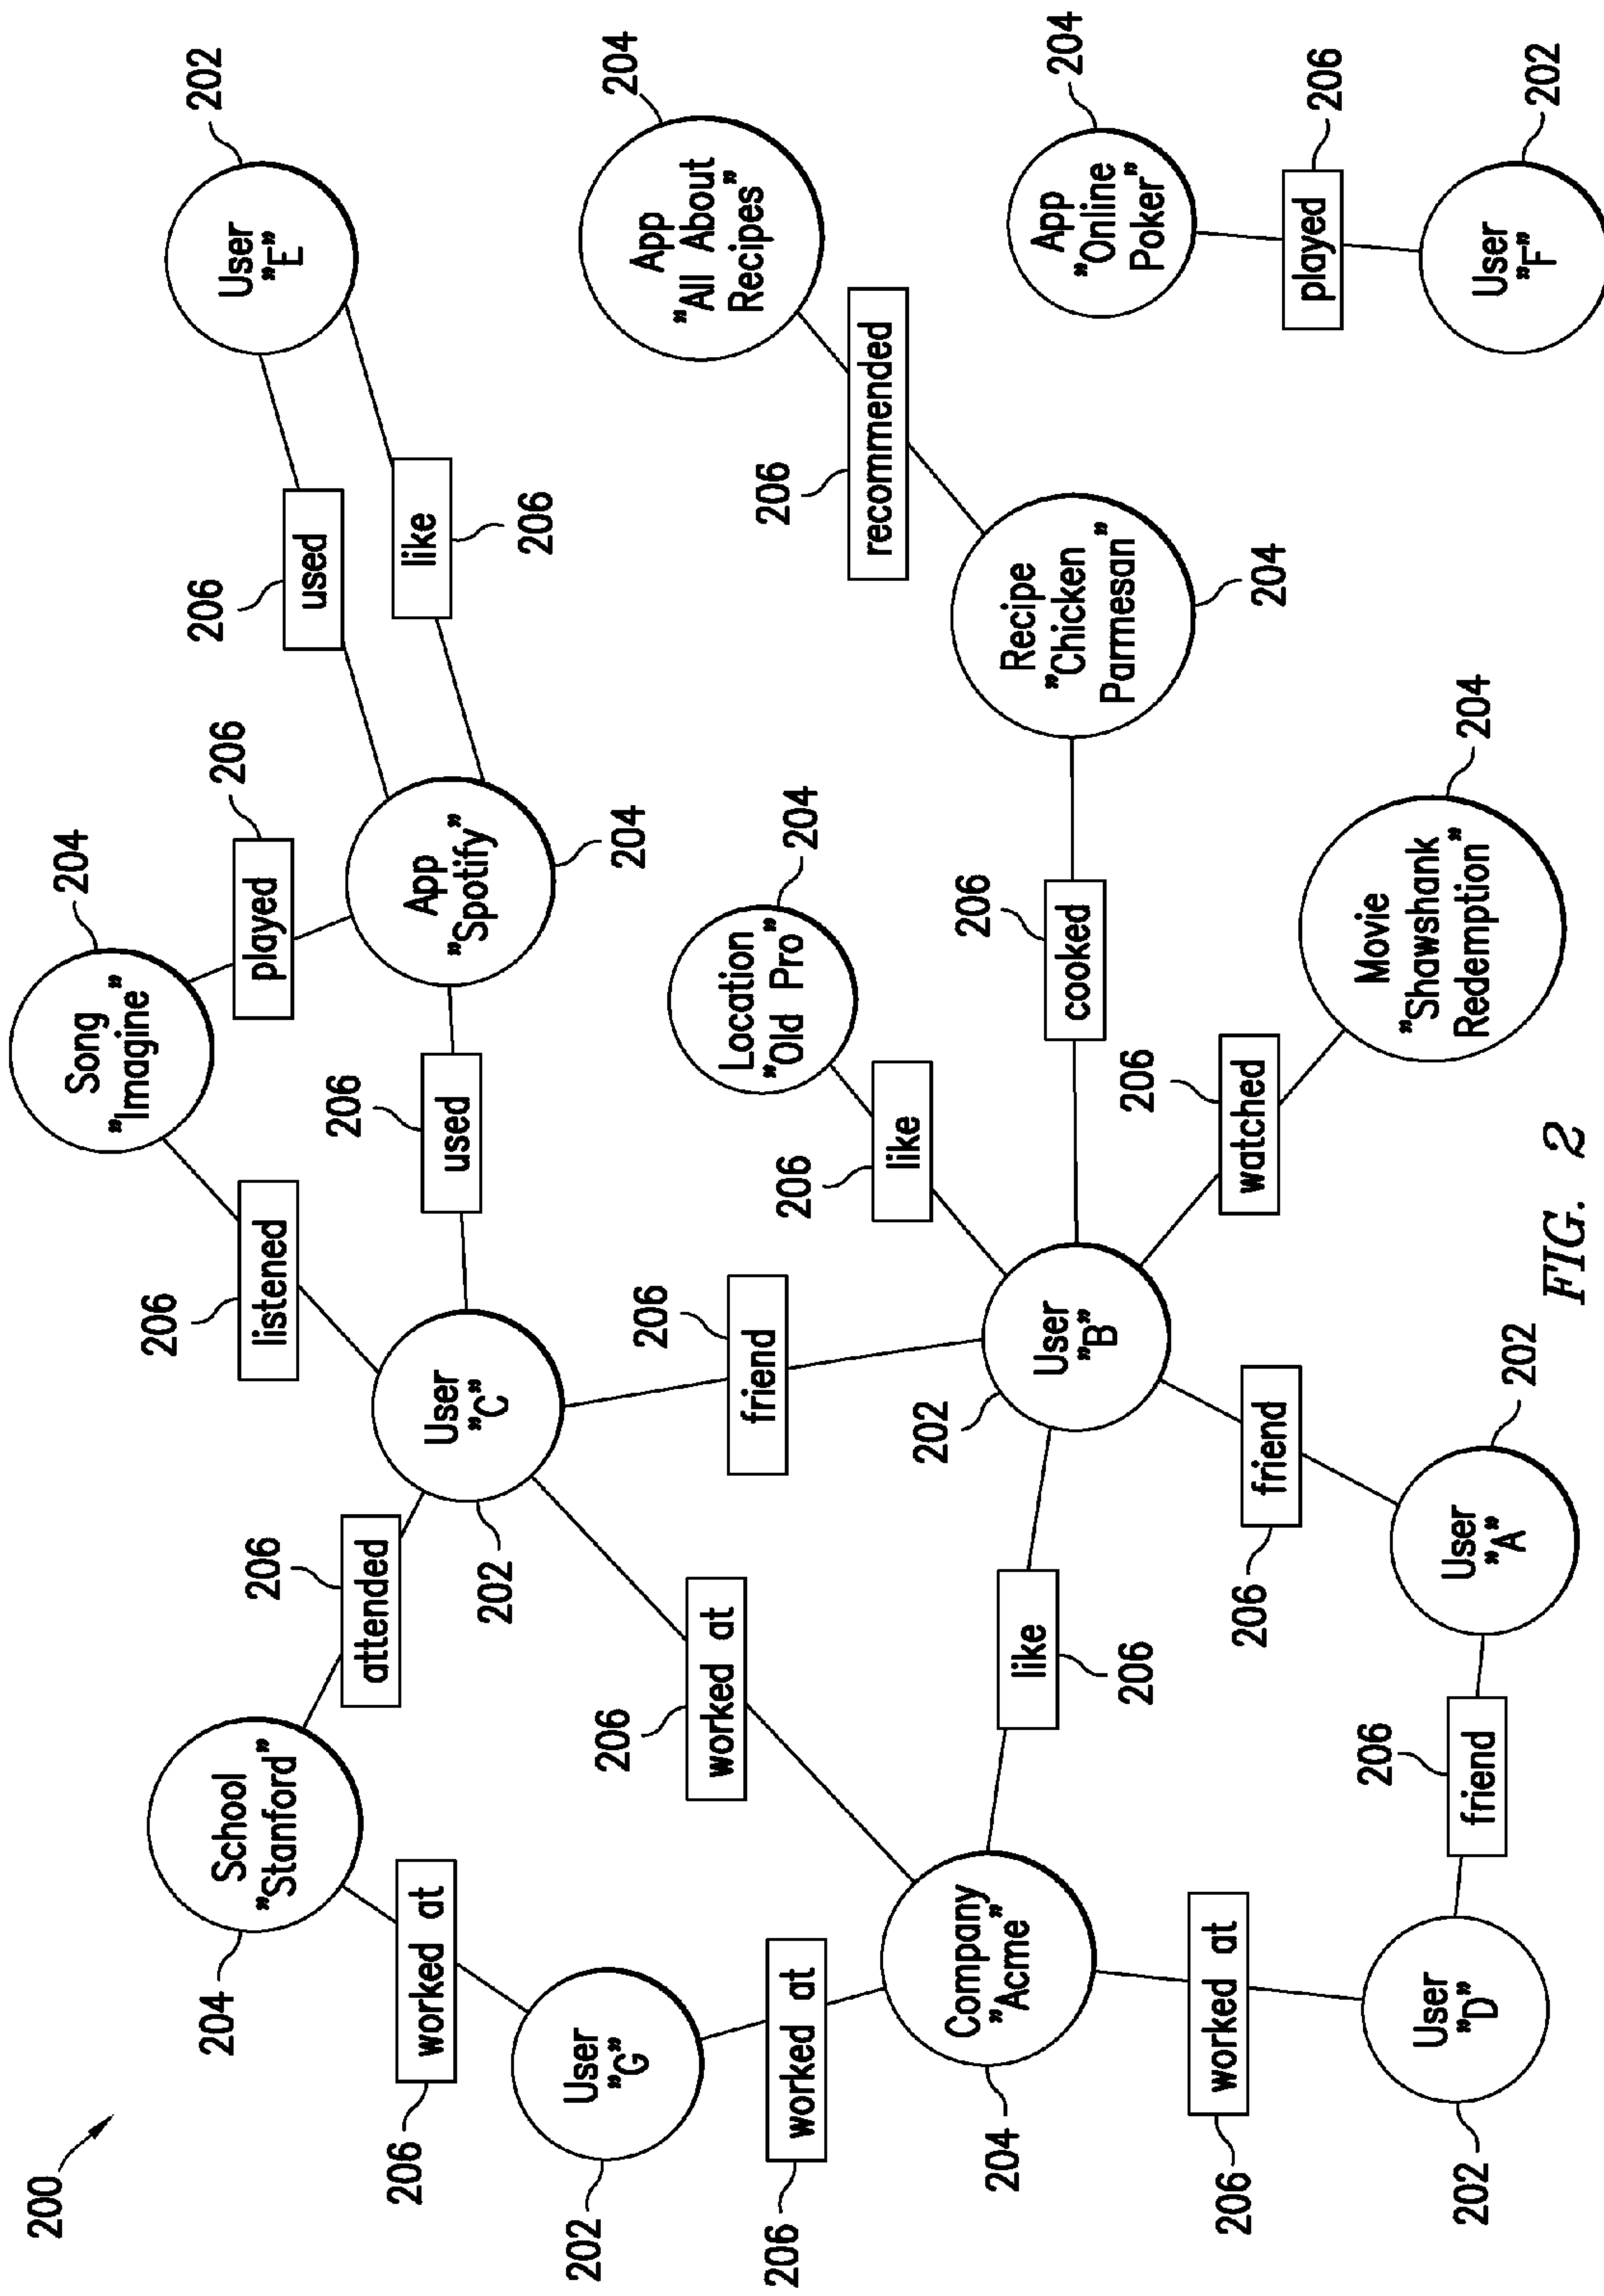 200
204
School
"Stanford"
206
attended
206
listened
204
Song
"Imagine"
206
played
206
used
202
User
"E"
206
worked at
202
User
"C"
206
used
App
"Spotify"
204
like
206
202
User
"G"
206
worked at
206
friend
206
like
Location
"Old Pro"
204
206
recommended
App
"All About
Recipes"
204
206
worked at
204
Company
"Acme"
like
206
202
User
"B"
206
cooked
Recipe
"Chicken
Parmesan"
204
App
"Online
Poker"
204
206
worked at
206
friend
206
watched
Movie
"Shawshank
Redemption"
204
played
206
202
User
"D"
206
friend
User
"A"
202
User
"F"
202
FIG. 2